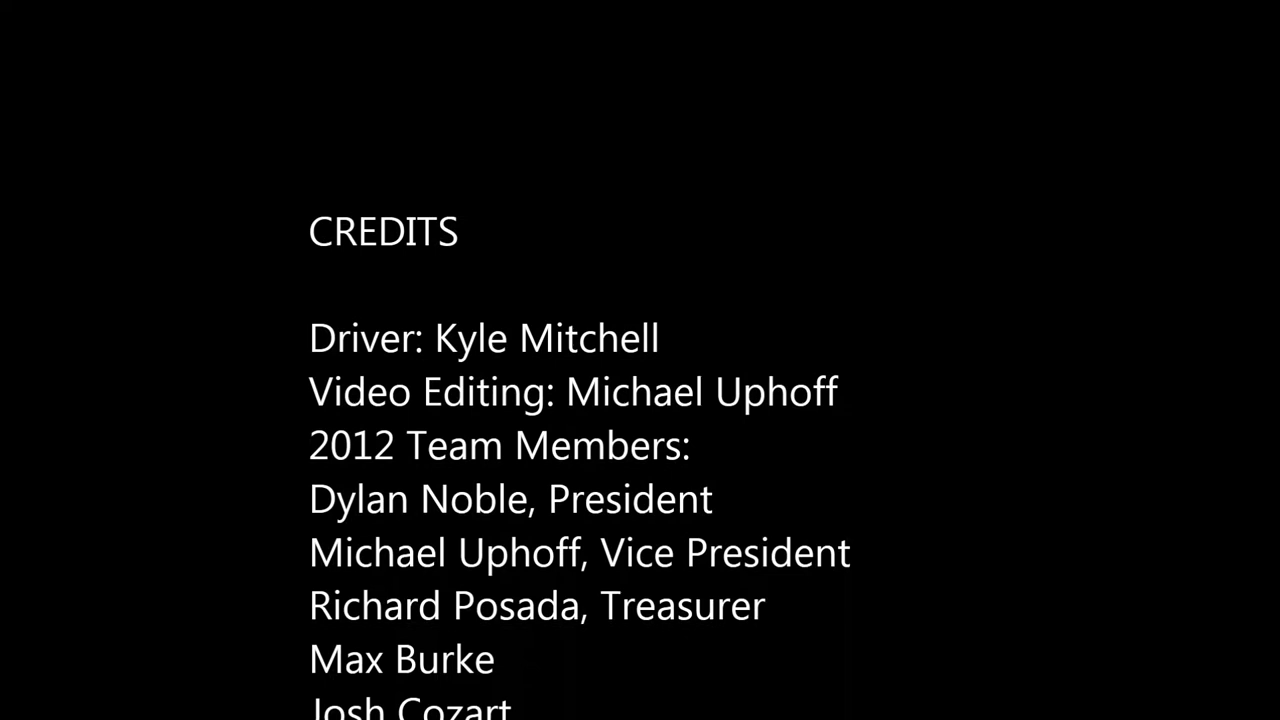 CREDITS
Driver: Kyle Mitchell
Video Editing: Michael Uphoff
2012 Team Members:
Dylan Noble, President
Michael Uphoff, Vice President
Richard Posada, Treasurer
Max Burke
Josh Cozart